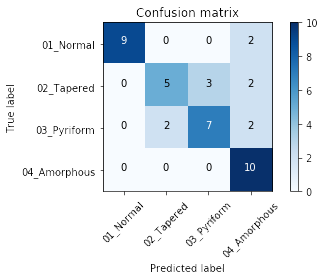 Confusion matrix
True label
01_Normal 9 0 0 2
02_Tapered 0 5 3 2
03_Pyriform 0 2 7 2
04_Amorphous 0 0 0 10
01_Normal 02_Tapered 03_Pyriform 04_Amorphous
Predicted label
10
8
6
4
2
0